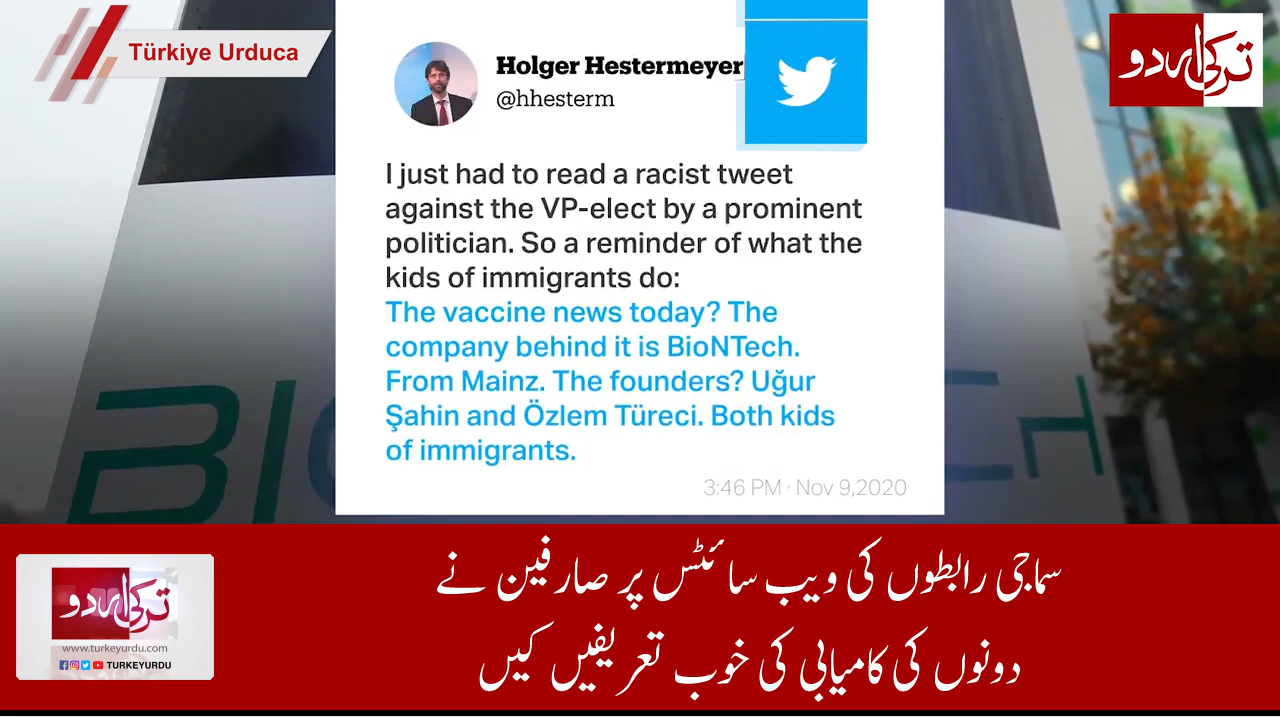 Türkiye Urduca
ترکی اردو
Holger Hestermeyer
@hhesterm
I just had to read a racist tweet
against the VP-elect by a prominent
politician. So a reminder of what the
kids of immigrants do:
The vaccine news today? The
company behind it is BioNTech.
From Mainz. The founders? Uğur
Şahin and Özlem Türeci. Both kids
of immigrants.
3:46 PM · Nov 9,2020
سماجی رابطوں کی ویب سائٹس پر صارفین نے
دونوں کی کامیابی کی خوب تعریفیں کیں
ترکی اردو
www.turkeyurdu.com
TURKEYURDU